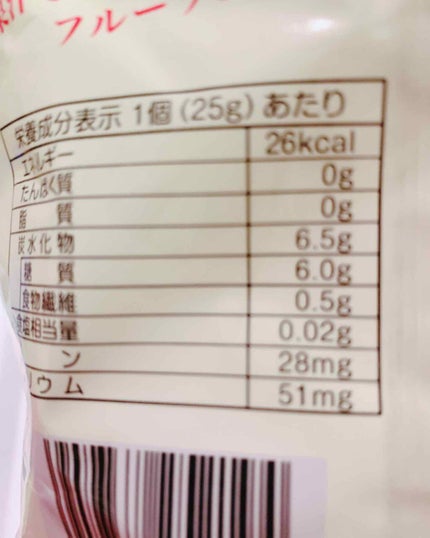 フルー
栄養成分表示 1個(25g)あたり
エネルギー 26kcal
たんぱく質 0g
脂質 0g
炭水化物 6.5g
糖質 6.0g
食物繊維 0.5g
食塩相当量 0.02g
ン 28mg
リウム 51mg